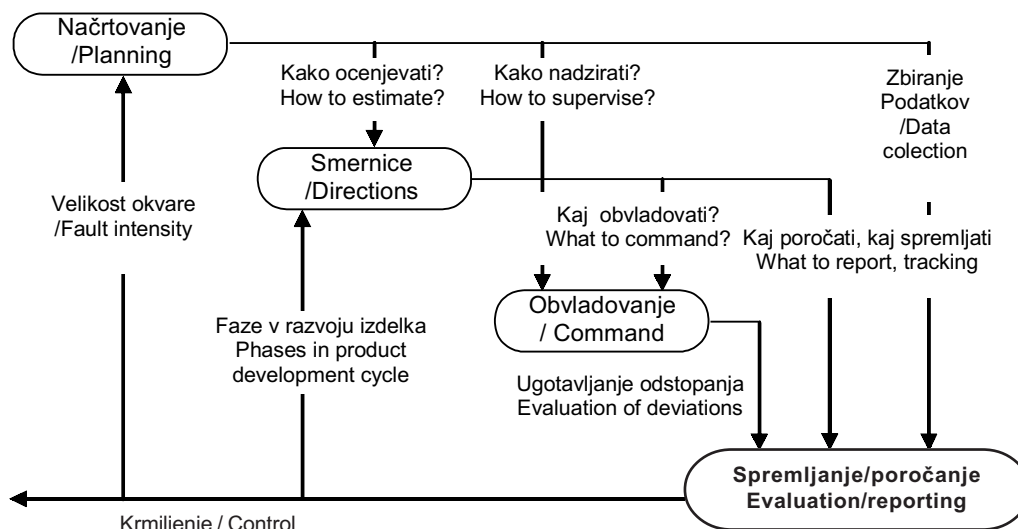 Načrtovanje
/Planning
Kako ocenjevati?
How to estimate?
Kako nadzirati?
How to supervise?
Zbiranje
Podatkov
/Data
colection
Smernice
/Directions
Velikost okvare
/Fault intensity
Kaj obvladovati?
What to command?
Kaj poročati, kaj spremljati
What to report, tracking
Obvladovanje
/ Command
Faze v razvoju izdelka
Phases in product
development cycle
Ugotavljanje odstopanja
Evaluation of deviations
Spremljanje/poročanje
Evaluation/reporting
Krmiljenje / Control